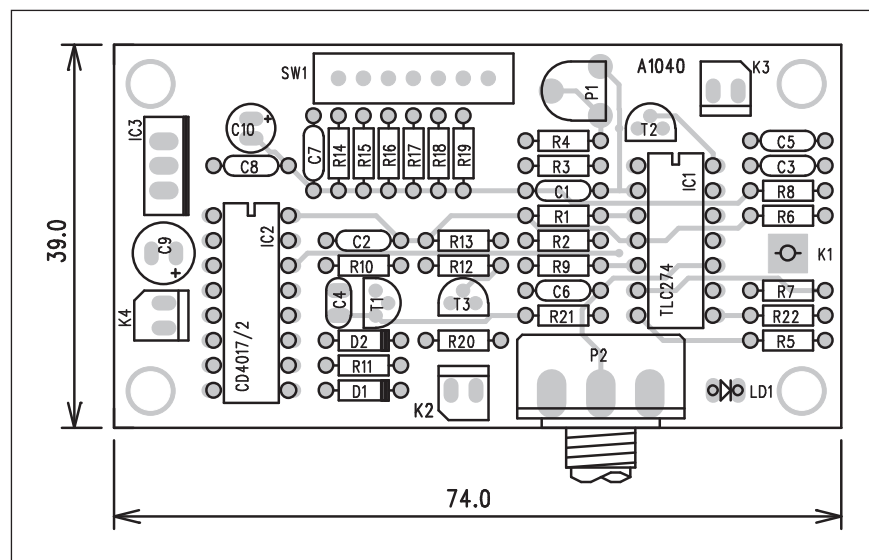 SW1
A1040
K3
P1
T2
IC3
C10
C8
C7
R14
R15
R16
R17
R18
R19
R4
R3
C1
R1
R2
R9
C6
R21
IC1
TLC274
C5
C3
R8
R6
K1
R7
R22
R5
39.0
C9
K4
IC2
CD4017/2
C2
R13
R10
R12
C4
T1
T3
D2
R20
R11
D1
K2
P2
LD1
74.0